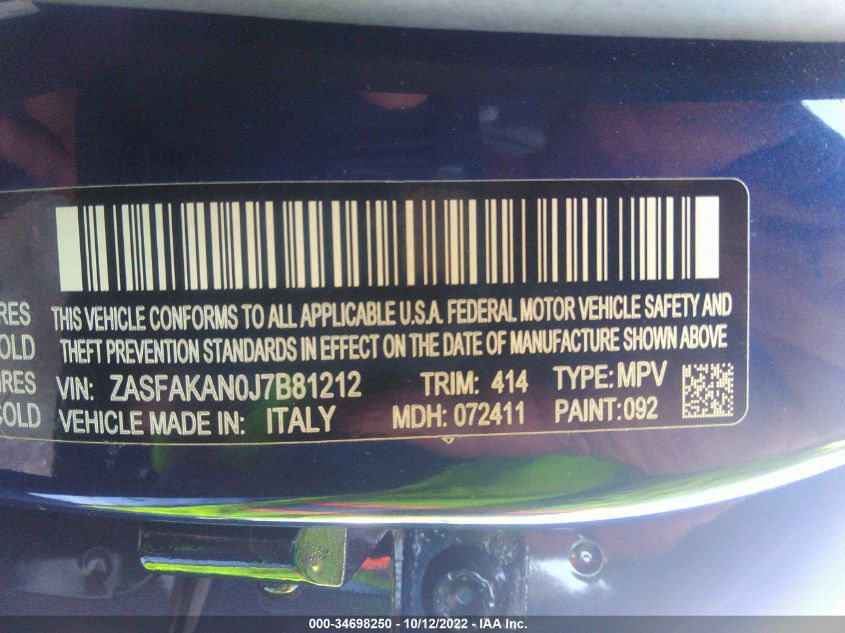 THIS VEHICLE CONFORMS TO ALL APPLICABLE U.S.A. FEDERAL MOTOR VEHICLE SAFETY AND
THEFT PREVENTION STANDARDS IN EFFECT ON THE DATE OF MANUFACTURE SHOWN ABOVE
VIN: ZASFAKAN0J7B81212 TRIM: 414 TYPE: MPV
VEHICLE MADE IN: ITALY MDH: 072411 PAINT: 092
RES
OLD
IRES
COLD
000-34698250 - 10/12/2022 - IAA Inc.